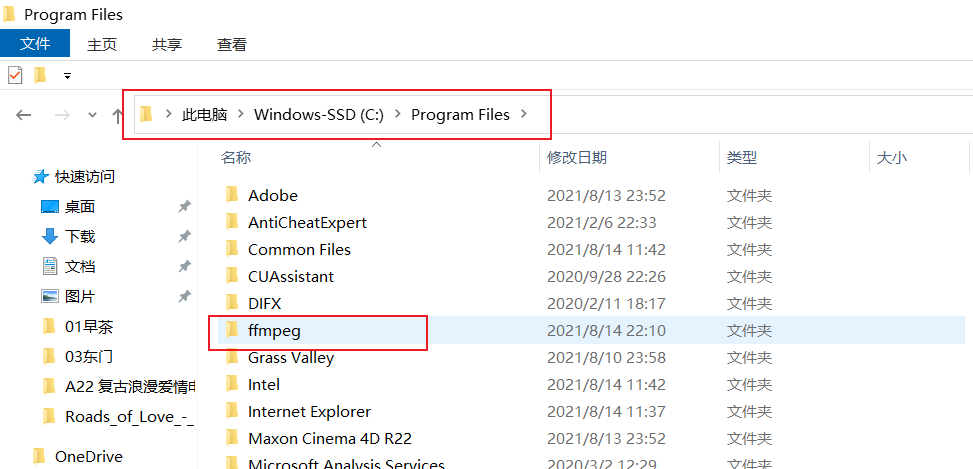 Program Files
文件 主页 共享 查看
此电脑 Windows-SSD (C:) Program Files
名称 修改日期 类型 大小
快速访问
桌面
下载
文档
图片
01早茶
03东门
A22 复古浪漫爱情
Roads_of_Love_-_
OneDrive
Adobe 2021/8/13 23:52 文件夹
AntiCheatExpert 2021/2/6 22:33 文件夹
Common Files 2021/8/14 11:42 文件夹
CUAssistant 2020/9/28 22:26 文件夹
DIFX 2020/2/11 18:17 文件夹
ffmpeg 2021/8/14 22:10 文件夹
Grass Valley 2021/8/10 23:58 文件夹
Intel 2021/8/14 11:42 文件夹
Internet Explorer 2021/8/14 11:37 文件夹
Maxon Cinema 4D R22 2021/8/13 23:52 文件夹
Microsoft Analysis Services 2020/3/2 12:29 文件夹